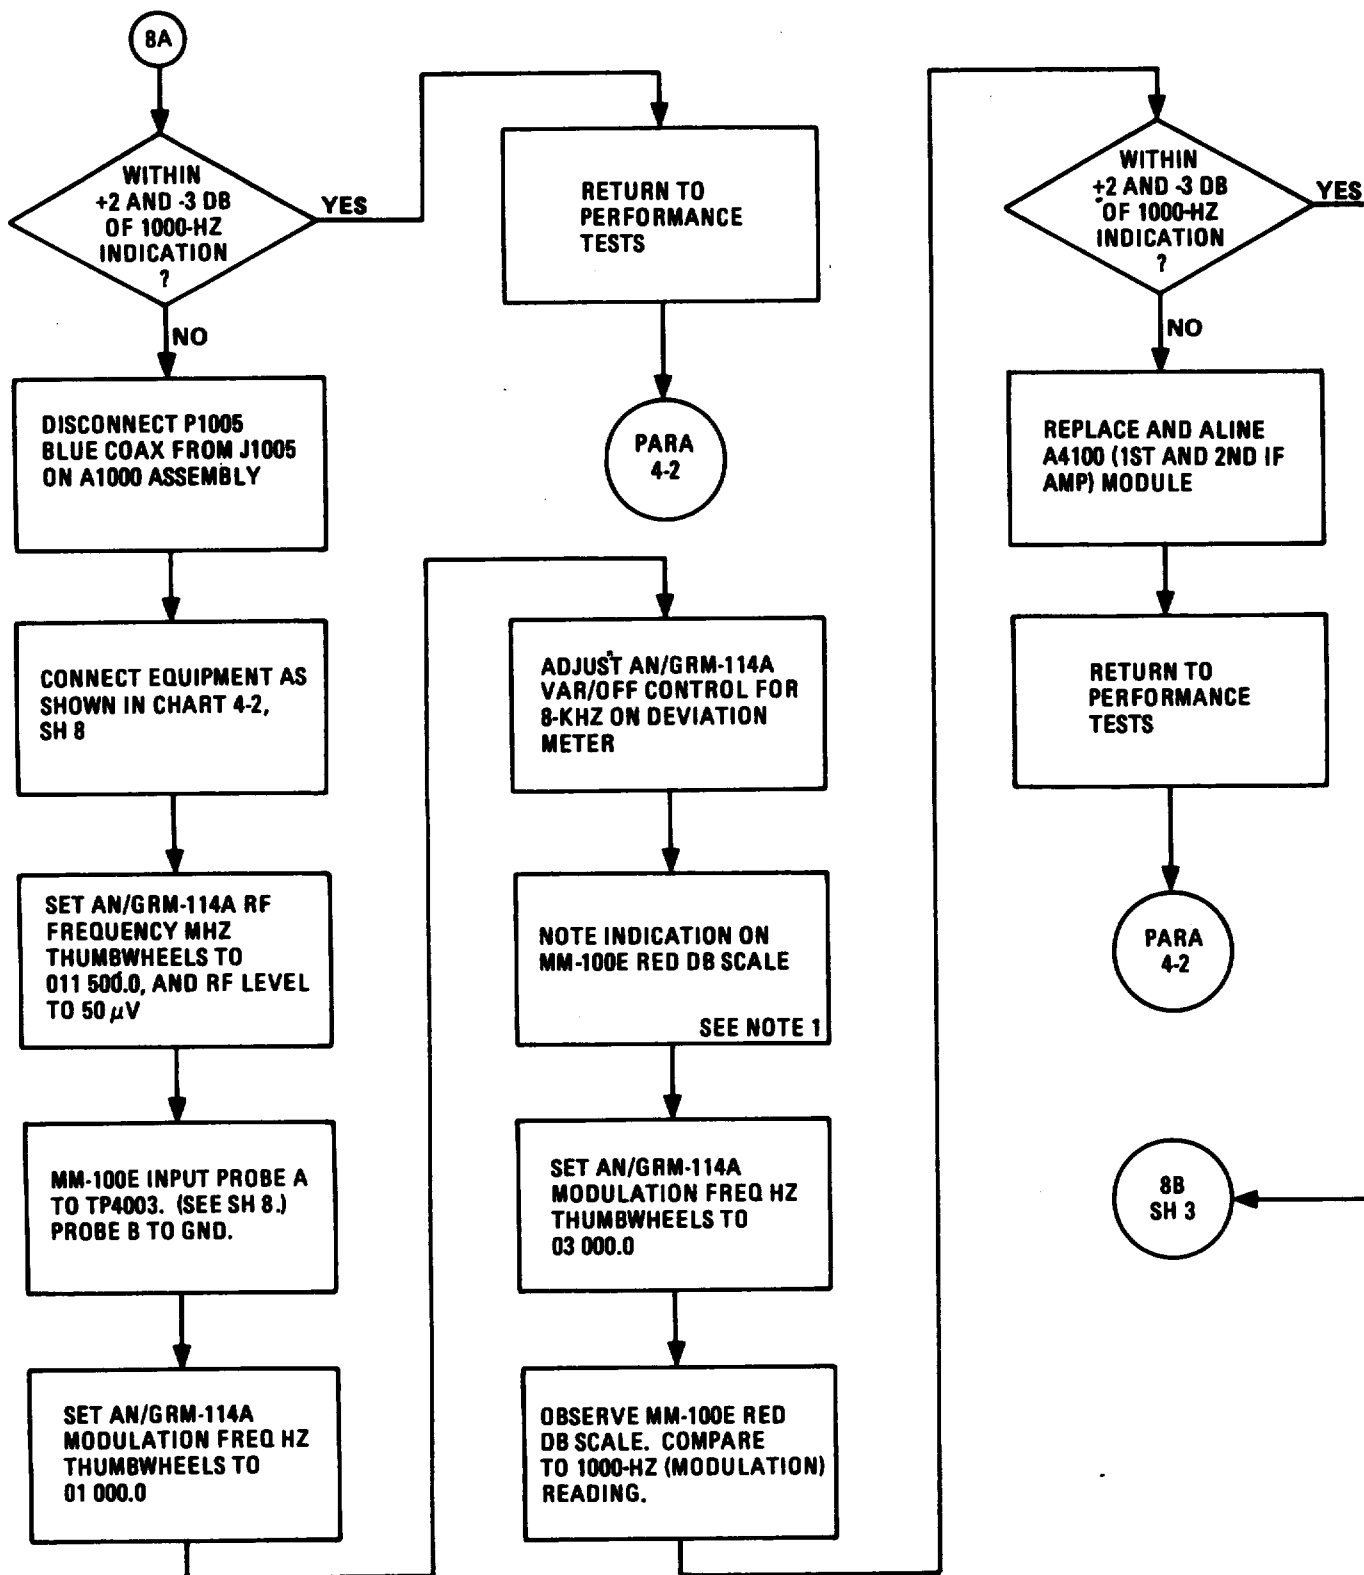 8A
WITHIN
+2 AND -3 DB
OF 1000-HZ
INDICATION
?
YES
NO
RETURN TO
PERFORMANCE
TESTS
PARA
4-2
DISCONNECT P1005
BLUE COAX FROM J1005
ON A1000 ASSEMBLY
CONNECT EQUIPMENT AS
SHOWN IN CHART 4-2,
SH 8
SET AN/GRM-114A RF
FREQUENCY MHZ
THUMBWHEELS TO
011 500.0, AND RF LEVEL
TO 50 μV
MM-100E INPUT PROBE A
TO TP4003. (SEE SH 8.)
PROBE B TO GND.
SET AN/GRM-114A
MODULATION FREQ HZ
THUMBWHEELS TO
01 000.0
ADJUST AN/GRM-114A
VAR/OFF CONTROL FOR
8-KHZ ON DEVIATION
METER
NOTE INDICATION ON
MM-100E RED DB SCALE
SEE NOTE 1
SET AN/GRM-114A
MODULATION FREQ HZ
THUMBWHEELS TO
03 000.0
OBSERVE MM-100E RED
DB SCALE. COMPARE
TO 1000-HZ (MODULATION)
READING.
WITHIN
+2 AND -3 DB
OF 1000-HZ
INDICATION
?
YES
NO
REPLACE AND ALINE
A4100 (1ST AND 2ND IF
AMP) MODULE
RETURN TO
PERFORMANCE
TESTS
PARA
4-2
8B
SH 3